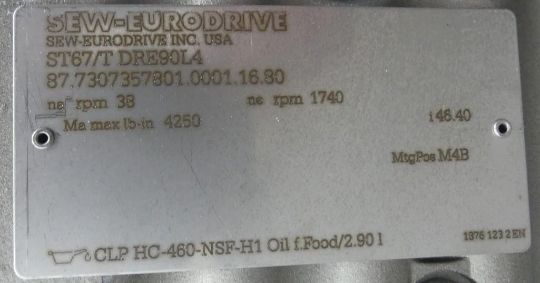 SEW-EURODRIVE
SEW-EURODRIVE INC. USA
ST67/T DRE90L4
87.7307357801.0001.16.80
na rpm 38 ne rpm 1740
Ma max lb-in 4250 i 46.40
MtgPos M4B
CLP HC-460-NSF-H1 Oil f.Food/2.90 l
1376 123 2 EN